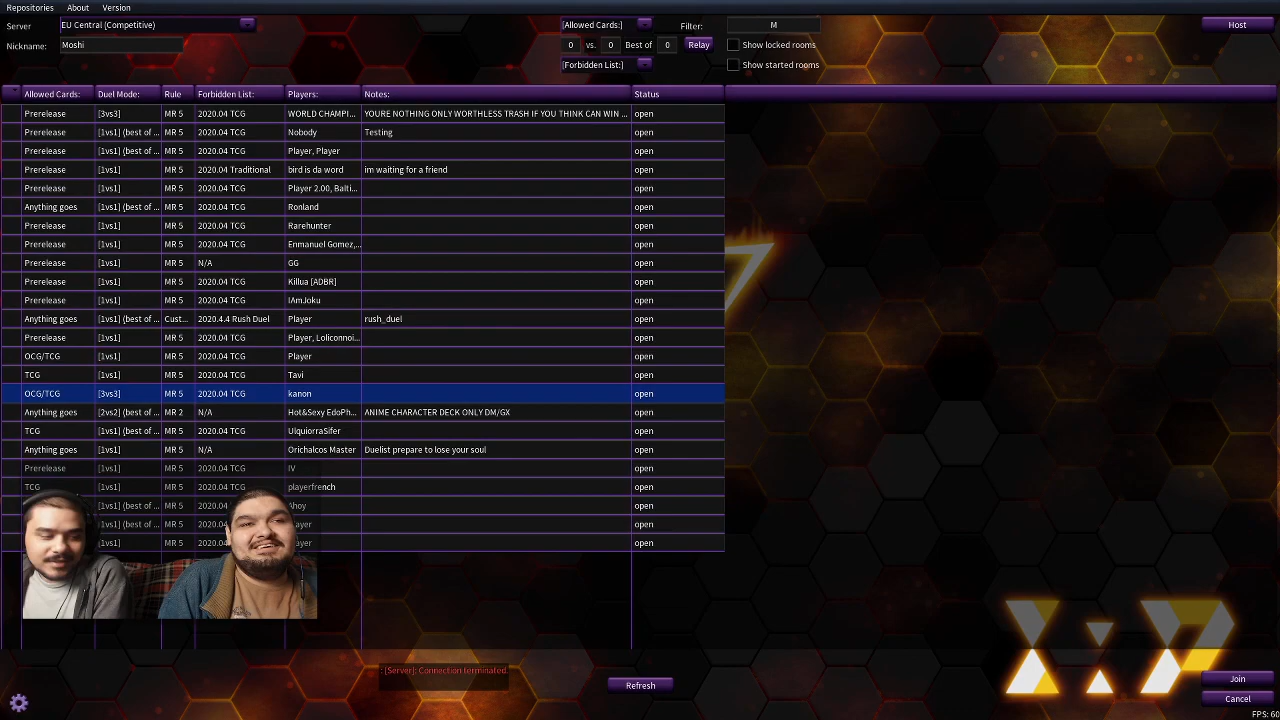 Repositories About Version
Server EU Central (Competitive) [Allowed Cards:] Filter: M Host
Nickname: Moshi 0 vs. 0 Best of 0 Relay Show locked rooms
[Forbidden List:] Show started rooms
Allowed Cards: Duel Mode: Rule Forbidden List: Players: Notes: Status
Prerelease [3vs3] MR 5 2020.04 TCG WORLD CHAMPI... YOURE NOTHING ONLY WORTHLESS TRASH IF YOU THINK CAN WIN ... open
Prerelease [1vs1] (best of ... MR 5 2020.04 TCG Nobody Testing open
Prerelease [1vs1] (best of ... MR 5 2020.04 TCG Player, Player open
Prerelease [1vs1] MR 5 2020.04 Traditional bird is da word im waiting for a friend open
Prerelease [1vs1] MR 5 2020.04 TCG Player 2.00, Balti... open
Anything goes [1vs1] (best of ... MR 5 2020.04 TCG Ronland open
Prerelease [1vs1] MR 5 2020.04 TCG Rarehunter open
Prerelease [1vs1] MR 5 2020.04 TCG Enmanuel Gomez,... open
Prerelease [1vs1] MR 5 N/A GG open
Prerelease [1vs1] MR 5 2020.04 TCG Killua [ADBR] open
Prerelease [1vs1] MR 5 2020.04 TCG IAmJoku open
Anything goes [1vs1] (best of ... Cust... 2020.4.4 Rush Duel Player rush_duel open
Prerelease [1vs1] MR 5 2020.04 TCG Player, Loliconnoi... open
OCG/TCG [1vs1] MR 5 2020.04 TCG Player open
TCG [1vs1] MR 5 2020.04 TCG Tavi open
OCG/TCG [3vs3] MR 5 2020.04 TCG kanon open
Anything goes [2vs2] (best of ... MR 2 N/A Hot&Sexy EdoPh... ANIME CHARACTER DECK ONLY DM/GX open
TCG [1vs1] (best of ... MR 5 2020.04 TCG UlquiorraSifer open
Anything goes [1vs1] MR 5 N/A Orichalcos Master Duelist prepare to lose your soul open
Prerelease [1vs1] MR 5 2020.04 TCG IV open
TCG [1vs1] MR 5 2020.04 TCG playerfrench open
[1vs1] (best of ... MR 5 2020.04 Ahoy open
[1vs1] (best of ... MR 5 2020.04 open
[1vs1] MR 5 2020.04 open
: [Server]: Connection terminated.
Refresh
Join
Cancel
FPS: 60